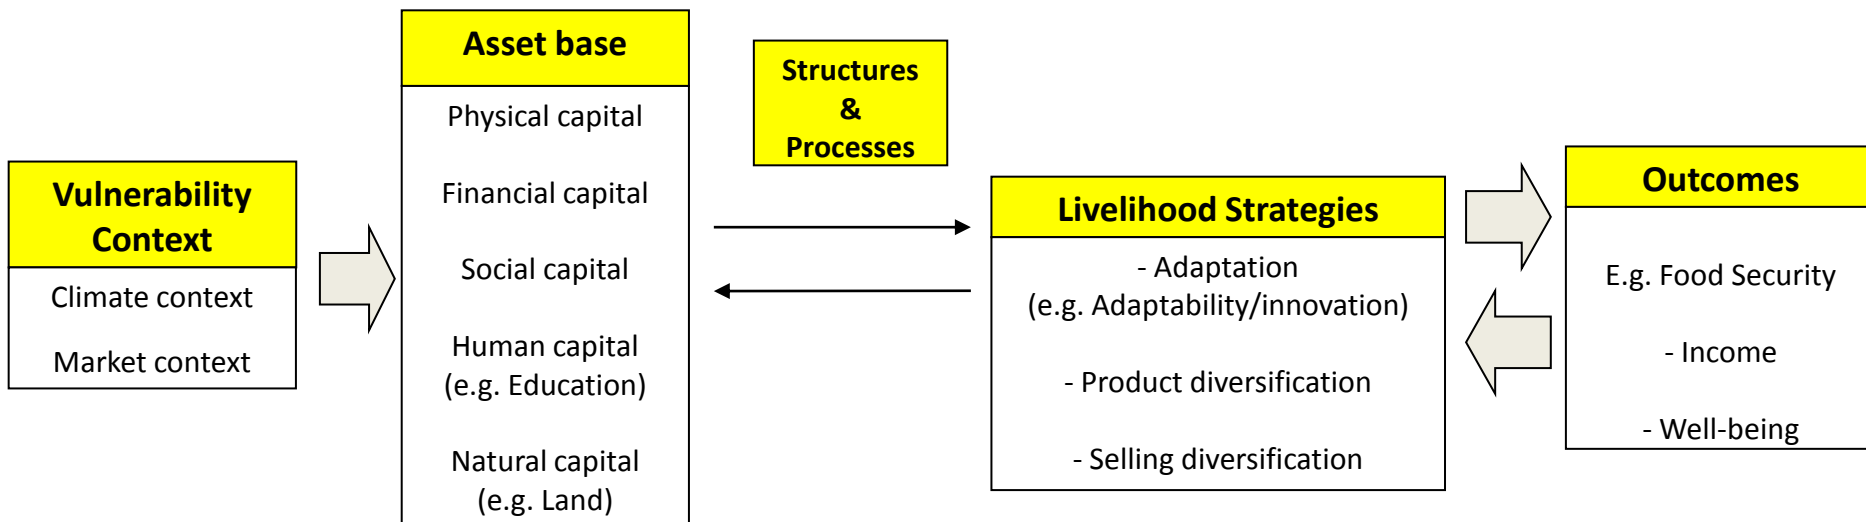 Vulnerability
Context
Climate context
Market context
Asset base
Physical capital
Financial capital
Social capital
Human capital
(e.g. Education)
Natural capital
(e.g. Land)
Structures
&
Processes
Livelihood Strategies
- Adaptation
(e.g. Adaptability/innovation)
- Product diversification
- Selling diversification
Outcomes
E.g. Food Security
- Income
- Well-being